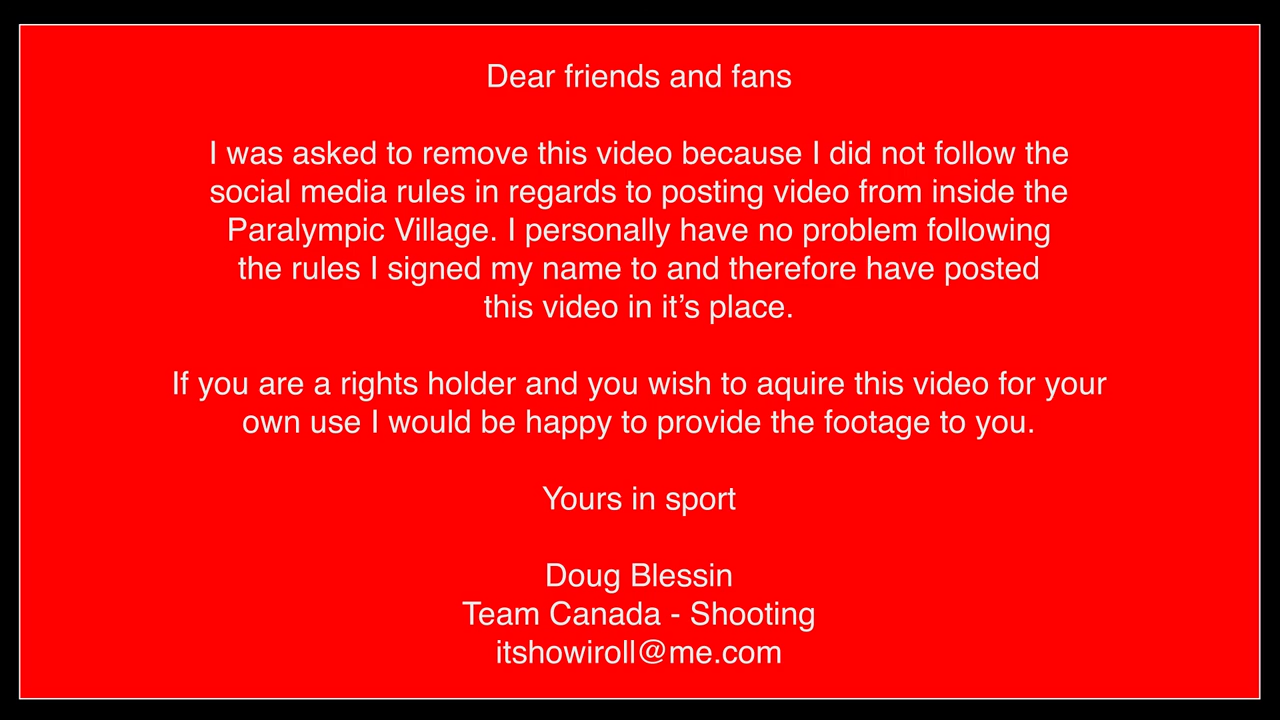 Dear friends and fans
I was asked to remove this video because I did not follow the
social media rules in regards to posting video from inside the
Paralympic Village. I personally have no problem following
the rules I signed my name to and therefore have posted
this video in it’s place.
If you are a rights holder and you wish to aquire this video for your
own use I would be happy to provide the footage to you.
Yours in sport
Doug Blessin
Team Canada - Shooting
itshowiroll@me.com